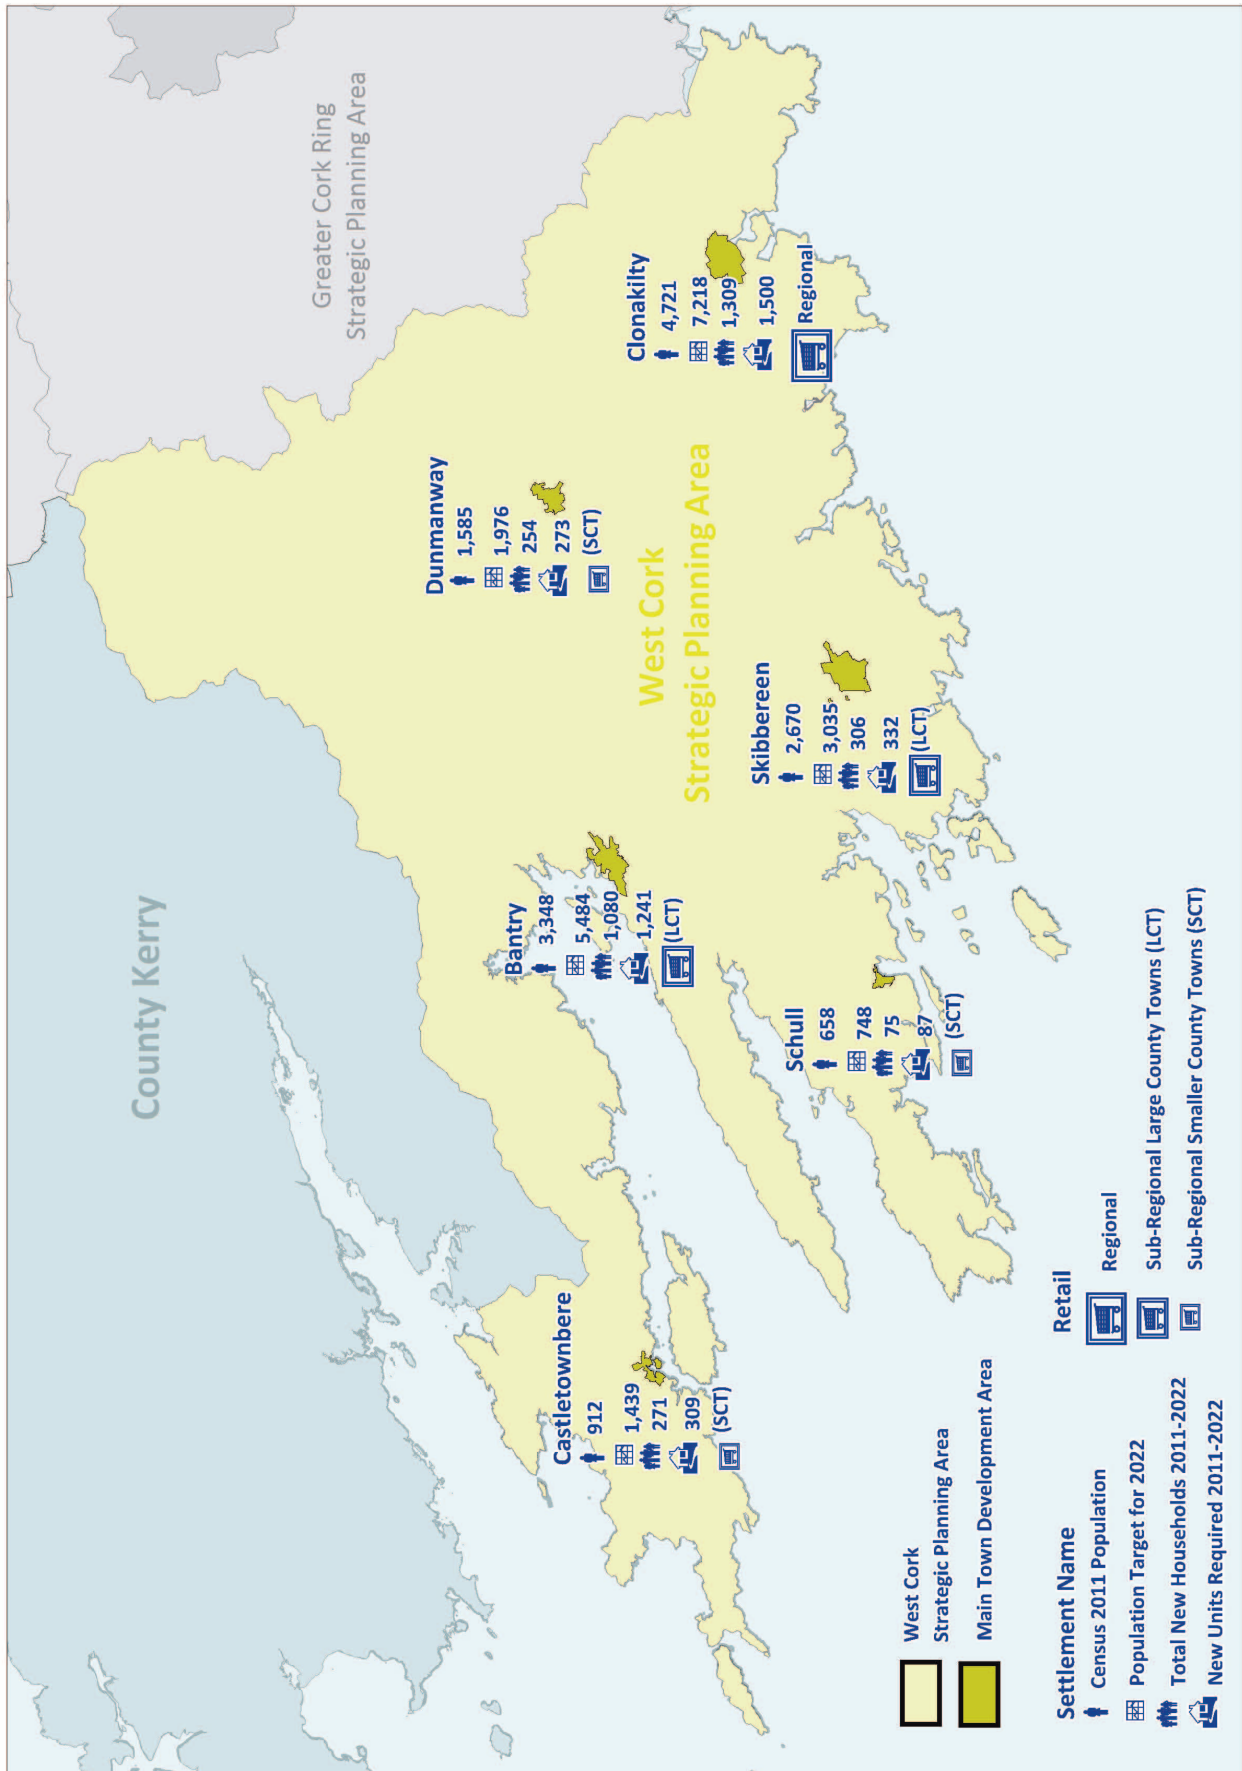 County Kerry
Greater Cork Ring
Strategic Planning Area
West Cork
Strategic Planning Area
Castletownbere
912
1,439
271
309
(SCT)
Bantry
3,348
5,484
1,080
1,241
(LCT)
Dunmanway
1,585
1,976
254
273
(SCT)
Clonakilty
4,721
7,218
1,309
1,500
Regional
Skibbereen
2,670
3,035
306
332
(LCT)
Schull
658
748
75
87
(SCT)
West Cork
Strategic Planning Area
Main Town Development Area
Settlement Name
Census 2011 Population
Population Target for 2022
Total New Households 2011-2022
New Units Required 2011-2022
Retail
Regional
Sub-Regional Large County Towns (LCT)
Sub-Regional Smaller County Towns (SCT)